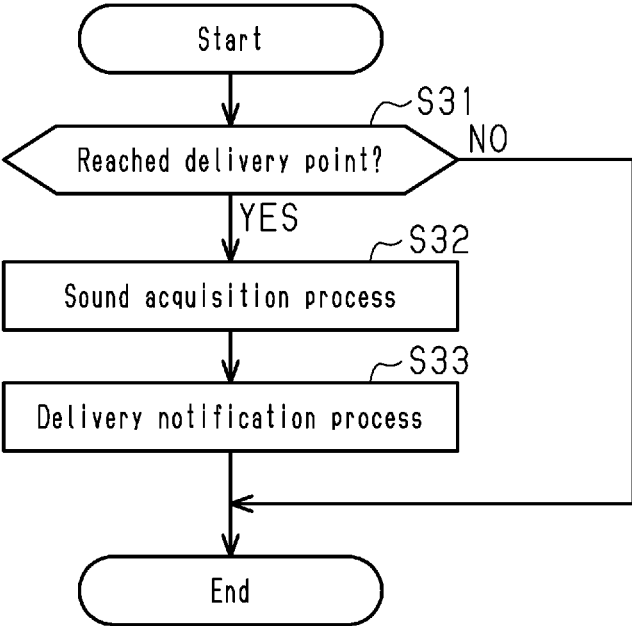 Start
S31
Reached delivery point?
NO
YES
S32
Sound acquisition process
S33
Delivery notification process
End